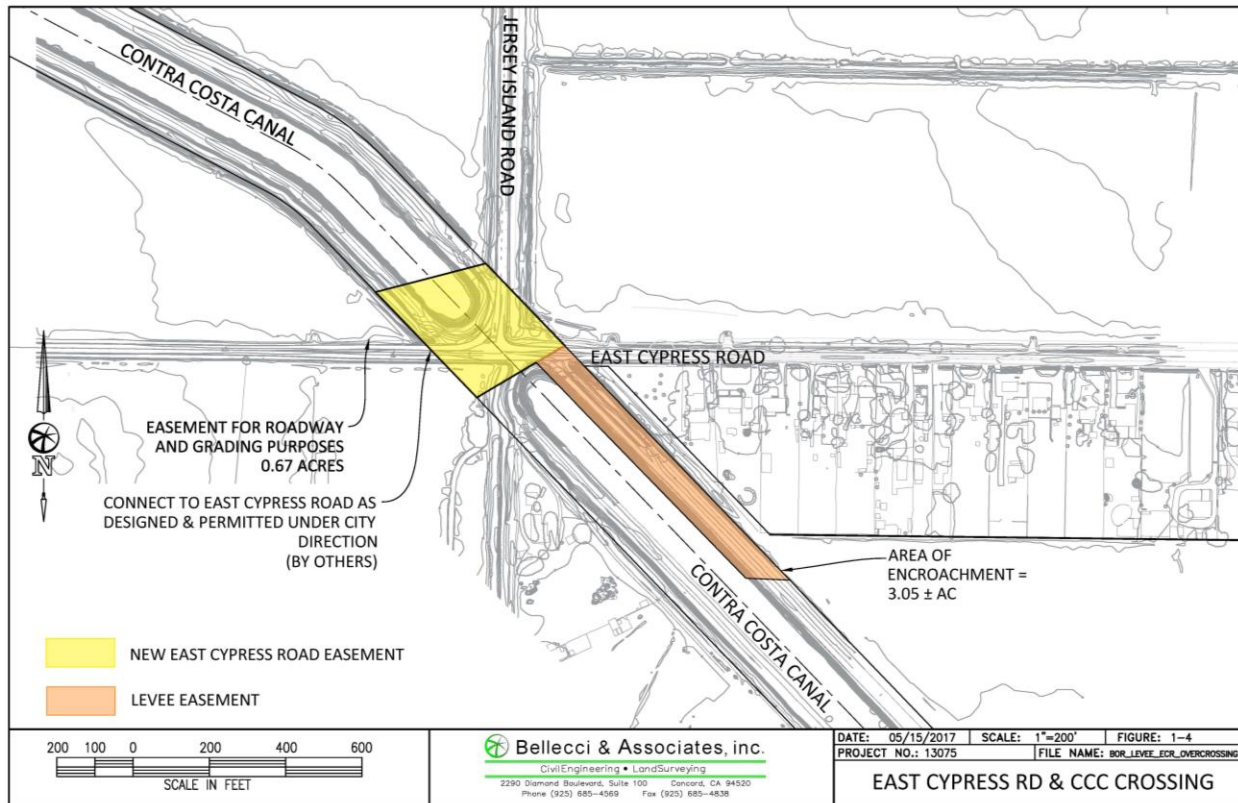 CONTRA COSTA CANAL
JERSEY ISLAND ROAD
EAST CYPRESS ROAD
EASEMENT FOR ROADWAY
AND GRADING PURPOSES
0.67 ACRES
N
CONNECT TO EAST CYPRESS ROAD AS
DESIGNED & PERMITTED UNDER CITY
DIRECTION
(BY OTHERS)
AREA OF
ENCROACHMENT =
3.05 ± AC
CONTRA COSTA CANAL
NEW EAST CYPRESS ROAD EASEMENT
LEVEE EASEMENT
200 100 0 200 400 600
SCALE IN FEET
Bellecci & Associates, inc.
Civil Engineering • Land Surveying
2290 Diamond Boulevard, Suite 100 Concord, CA 94520
Phone (925) 685-4569 Fax (925) 685-4838
DATE: 05/15/2017 SCALE: 1"=200' FIGURE: 1-4
PROJECT NO.: 13075 FILE NAME: BOR_LEVEE_ECR_OVERCROSSING
EAST CYPRESS RD & CCC CROSSING